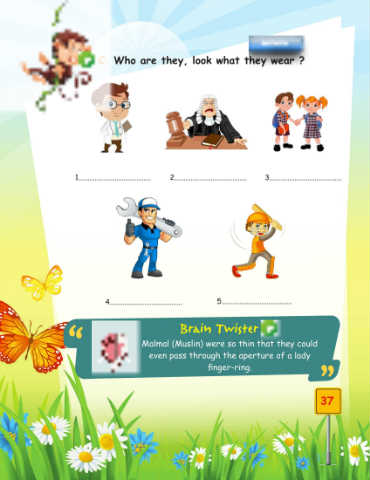 Who are they, look what they wear ?
1
2
3
4
5
Brain Twister
Malmal (Muslin) were so thin that they could
even pass through the aperture of a lady
finger-ring.
37